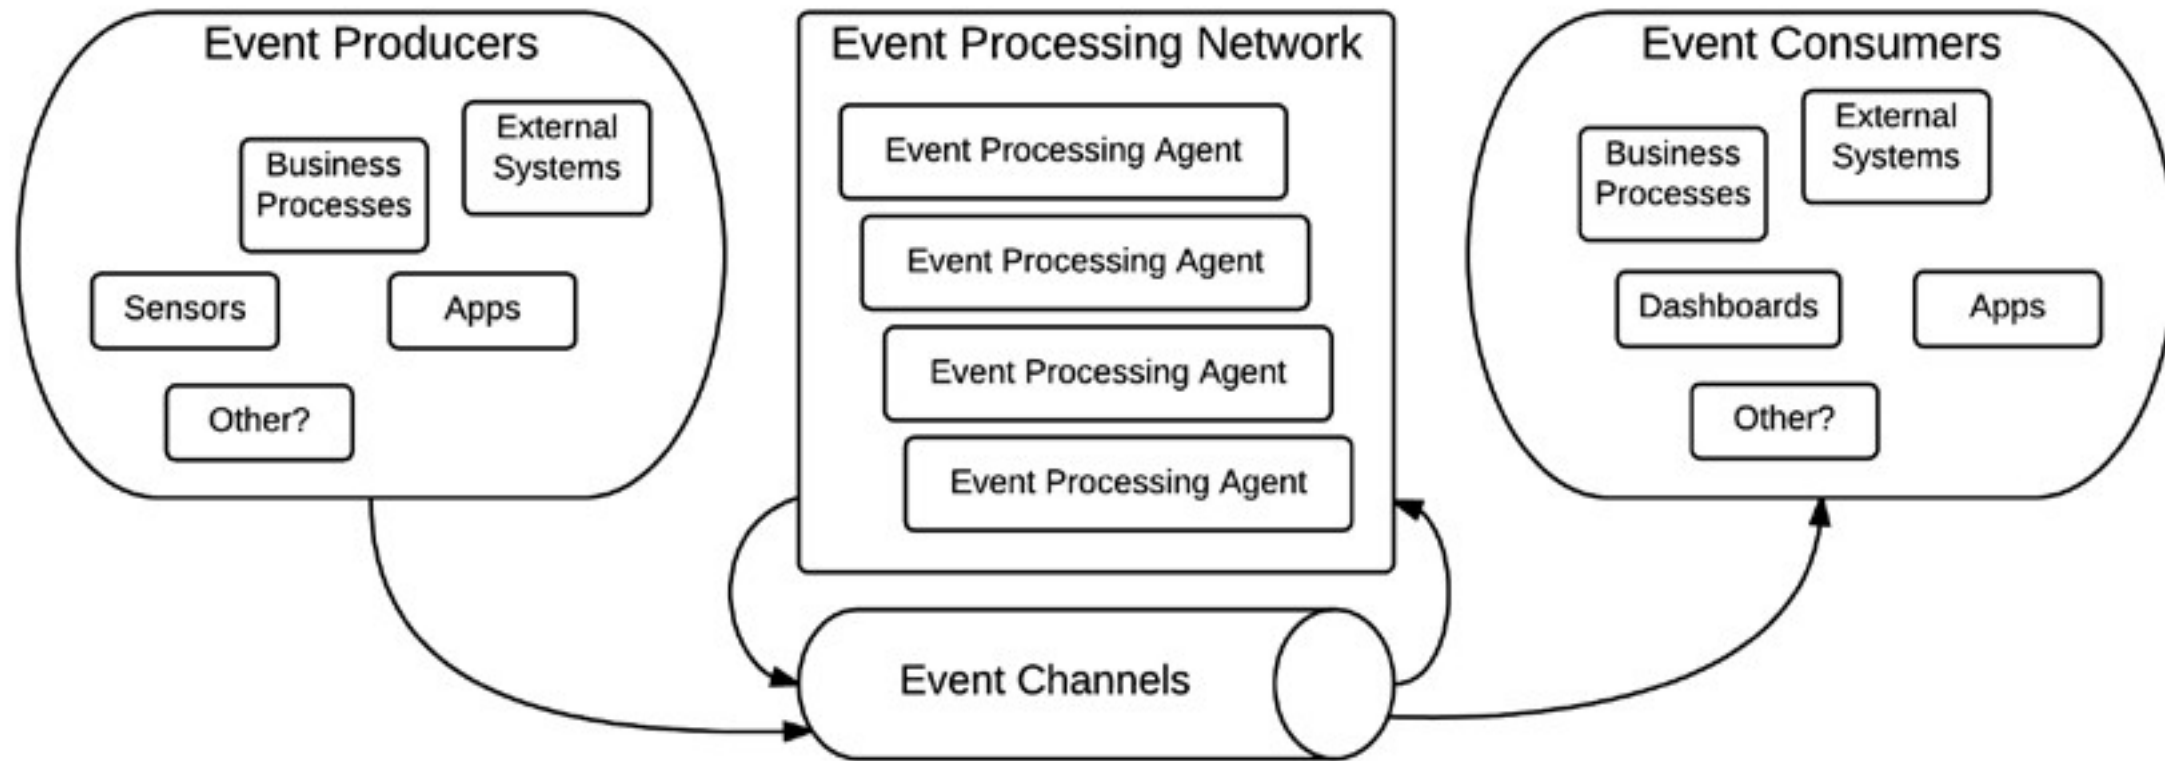 Event Producers
External
Systems
Business
Processes
Sensors
Apps
Other?
Event Processing Network
Event Processing Agent
Event Processing Agent
Event Processing Agent
Event Processing Agent
Event Channels
Event Consumers
External
Systems
Business
Processes
Dashboards
Apps
Other?